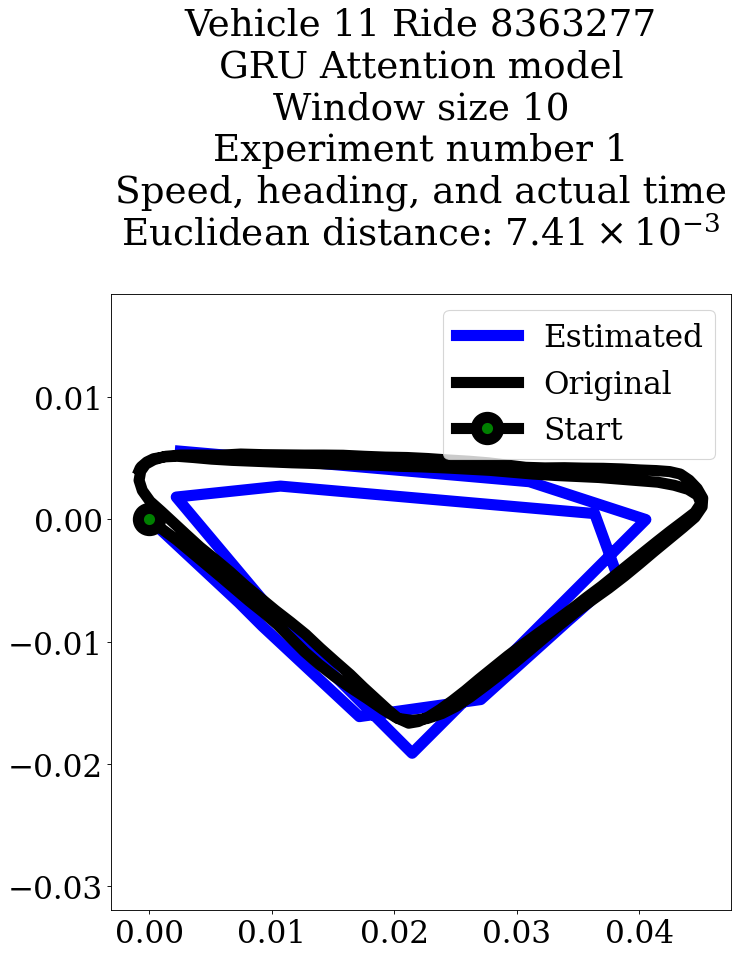 Vehicle 11 Ride 8363277
GRU Attention model
Window size 10
Experiment number 1
Speed, heading, and actual time
Euclidean distance: 7.41 × 10⁻³
Estimated
Original
Start
0.01
0.00
−0.01
−0.02
−0.03
0.00 0.01 0.02 0.03 0.04